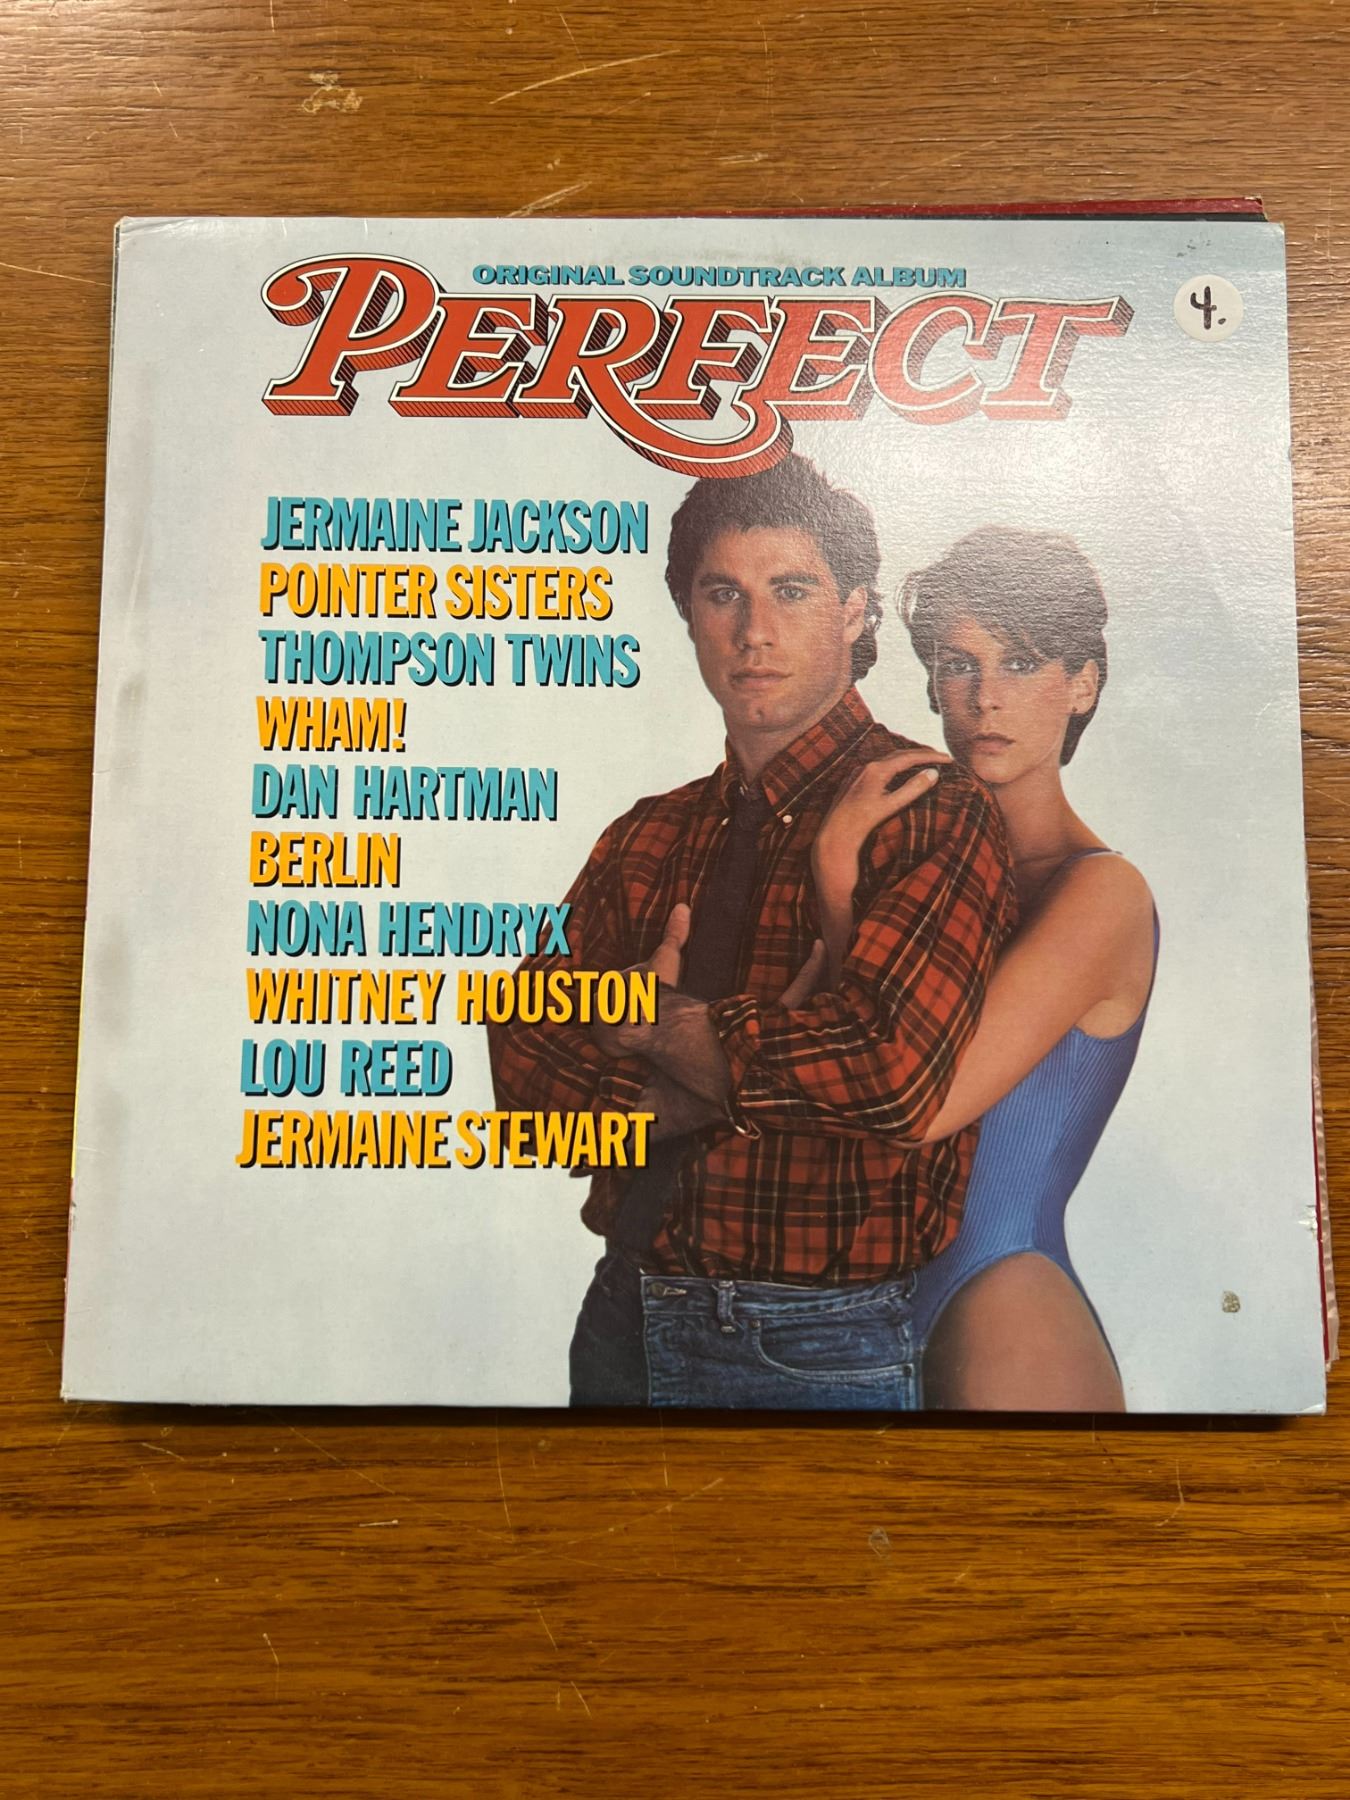 ORIGINAL SOUNDTRACK ALBUM
PERFECT
4.
JERMAINE JACKSON
POINTER SISTERS
THOMPSON TWINS
WHAM!
DAN HARTMAN
BERLIN
NONA HENDRYX
WHITNEY HOUSTON
LOU REED
JERMAINE STEWART